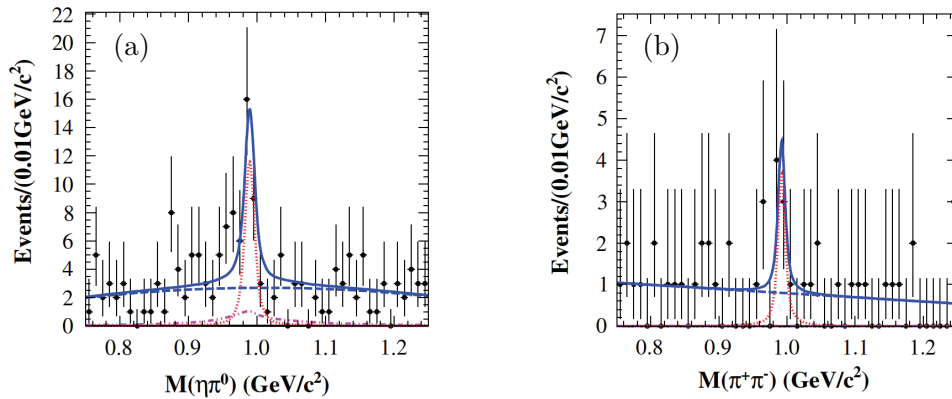 (a)
Events/(0.01GeV/c²)
22
20
18
16
14
12
10
8
6
4
2
0
0.8 0.9 1.0 1.1 1.2
M(ηπ⁰) (GeV/c²)
(b)
Events/(0.01GeV/c²)
7
6
5
4
3
2
1
0
0.8 0.9 1.0 1.1 1.2
M(π⁺π⁻) (GeV/c²)